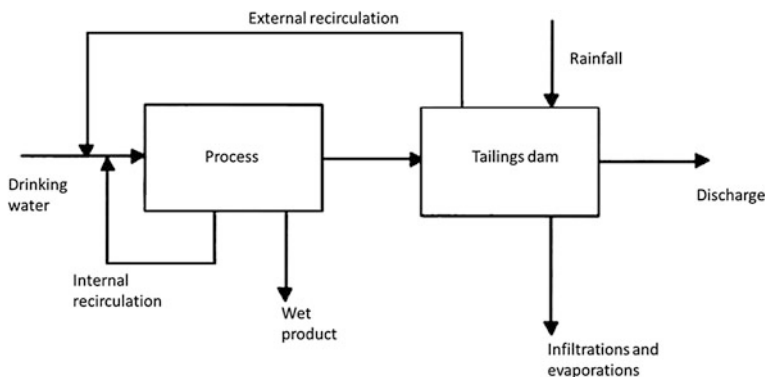 External recirculation
Rainfall
Process
Tailings dam
Drinking
water
Discharge
Internal
recirculation
Wet
product
Infiltrations and
evaporations